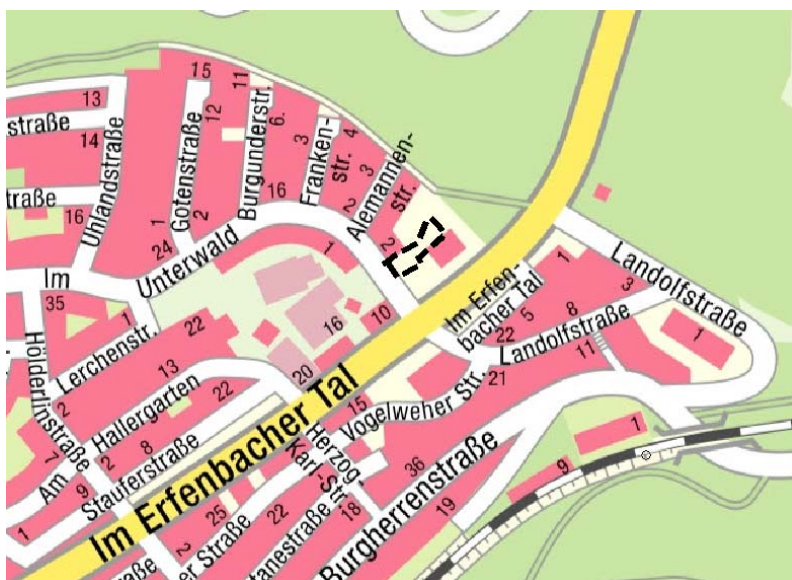 15
11
13
straße
14
Uhlandstraße
Gotenstraße
12
Burgunderstr.
6
3
Franken-
str.
4
3
Alemannen-
str.
straße
16
1
2
16
2
2
24
Im
Unterwald
1
35
Landolfstraße
Im Erfen-
bacher Tal
1
3
5
8
22
Landolfstraße
1
11
1
22
16
10
Lerchenstr.
Hölderlinstraße
13
2
Hallergarten
22
20
21
Im Erfenbacher Tal
15
Vogelweher Str.
Herzog-
Karl-Str.
7
Am
2
8
9
Stauferstraße
1
36
1
9
25
22
18
19
Burgherrenstraße
2
er Straße
tanestraße
raße